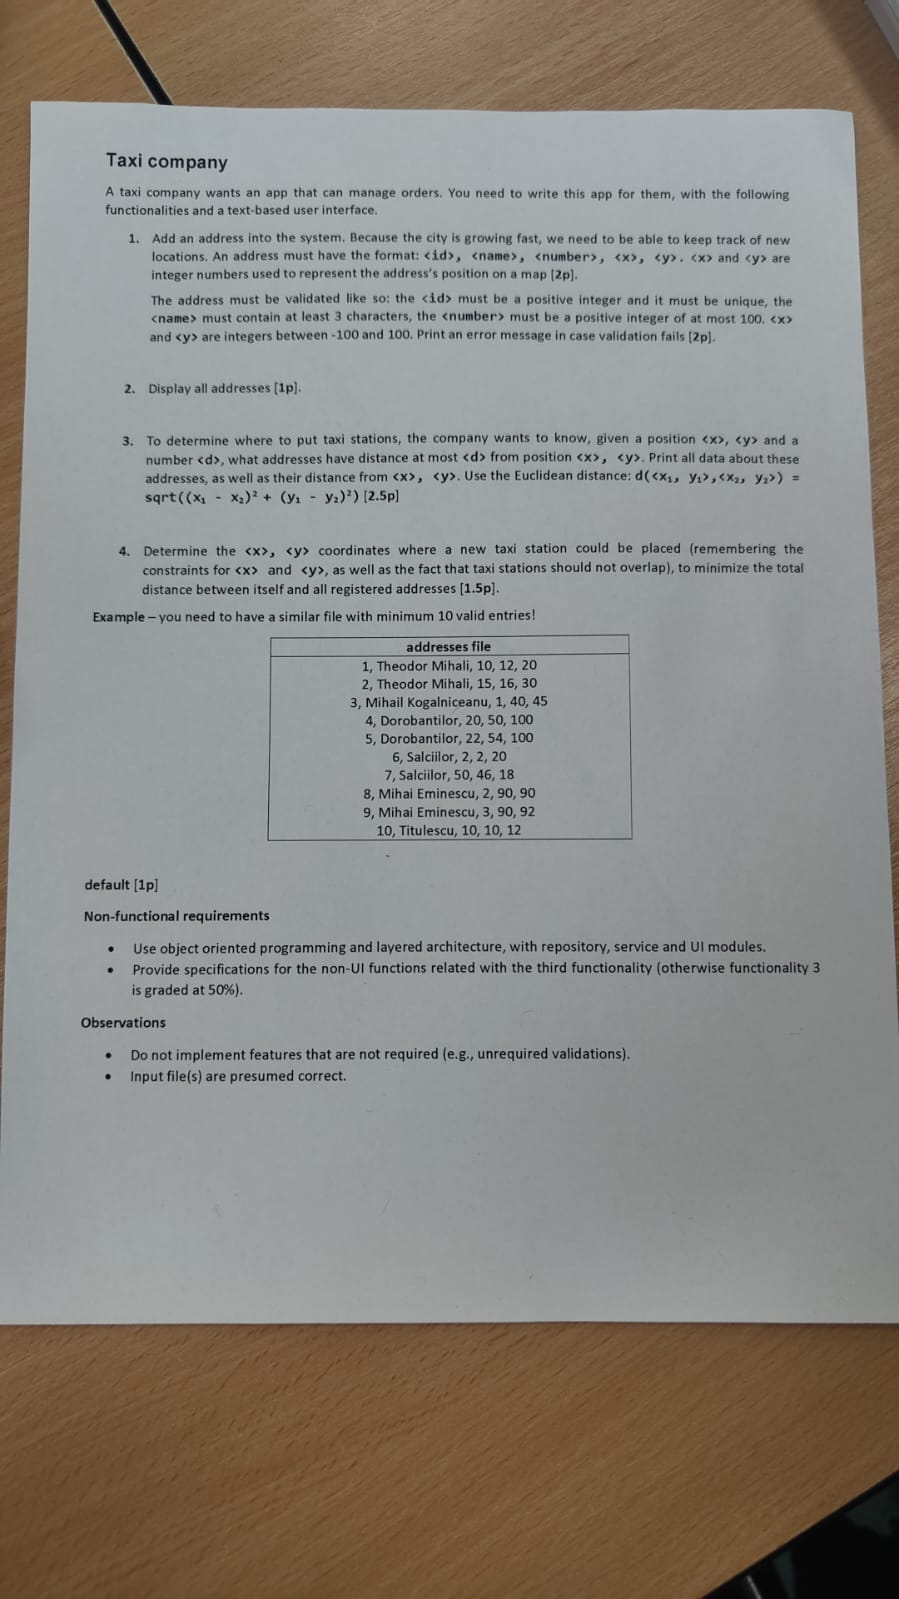 Taxi company
A taxi company wants an app that can manage orders. You need to write this app for them, with the following
functionalities and a text-based user interface.
1. Add an address into the system. Because the city is growing fast, we need to be able to keep track of new
locations. An address must have the format: <id>, <name>, <number>, <x>, <y>. <x> and <y> are
integer numbers used to represent the address's position on a map [2p].
The address must be validated like so: the <id> must be a positive integer and it must be unique, the
<name> must contain at least 3 characters, the <number> must be a positive integer of at most 100. <x>
and <y> are integers between -100 and 100. Print an error message in case validation fails [2p].
2. Display all addresses [1p].
3. To determine where to put taxi stations, the company wants to know, given a position <x>, <y> and a
number <d>, what addresses have distance at most <d> from position <x>, <y>. Print all data about these
addresses, as well as their distance from <x>, <y>. Use the Euclidean distance: d(<x₁, y₁>,<x₂, y₂>) =
sqrt((x₁ - x₂)² + (y₁ - y₂)²) [2.5p]
4. Determine the <x>, <y> coordinates where a new taxi station could be placed (remembering the
constraints for <x> and <y>, as well as the fact that taxi stations should not overlap), to minimize the total
distance between itself and all registered addresses [1.5p].
Example – you need to have a similar file with minimum 10 valid entries!
addresses file
1, Theodor Mihali, 10, 12, 20
2, Theodor Mihali, 15, 16, 30
3, Mihail Kogalniceanu, 1, 40, 45
4, Dorobantilor, 20, 50, 100
5, Dorobantilor, 22, 54, 100
6, Salciilor, 2, 2, 20
7, Salciilor, 50, 46, 18
8, Mihai Eminescu, 2, 90, 90
9, Mihai Eminescu, 3, 90, 92
10, Titulescu, 10, 10, 12
default [1p]
Non-functional requirements
• Use object oriented programming and layered architecture, with repository, service and UI modules.
• Provide specifications for the non-UI functions related with the third functionality (otherwise functionality 3
is graded at 50%).
Observations
• Do not implement features that are not required (e.g., unrequired validations).
• Input file(s) are presumed correct.